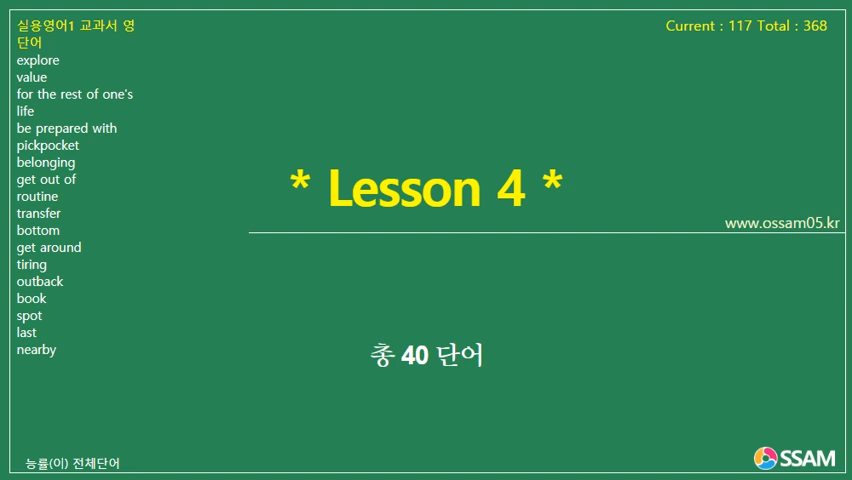 실용영어1 교과서 영
단어
explore
value
for the rest of one's
life
be prepared with
pickpocket
belonging
get out of
routine
transfer
bottom
get around
tiring
outback
book
spot
last
nearby
Current : 117 Total : 368
* Lesson 4 *
www.ossam05.kr
총 40 단어
능률(이) 전체단어
OSSAM